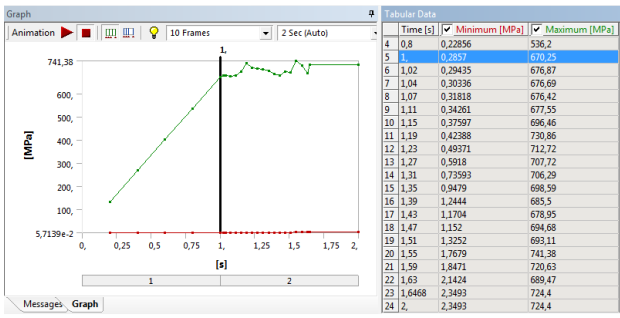 Graph
Animation 10 Frames 2 Sec (Auto)
1,
741,38
600,
500,
400,
300,
200,
100,
5,7139e-2
[MPa]
0, 0,25 0,5 0,75 1, 1,25 1,5 1,75 2,
[s]
1 2
Messages Graph
Tabular Data
Time [s] Minimum [MPa] Maximum [MPa]
4 0,8 0,22856 536,2
5 1, 0,2857 670,25
6 1,02 0,29435 676,87
7 1,04 0,30336 676,69
8 1,07 0,31818 676,42
9 1,11 0,34261 677,55
10 1,15 0,37597 696,46
11 1,19 0,42388 730,86
12 1,23 0,49371 712,72
13 1,27 0,5918 707,72
14 1,31 0,73593 706,29
15 1,35 0,9479 698,59
16 1,39 1,2444 685,5
17 1,43 1,1704 678,95
18 1,47 1,152 694,68
19 1,51 1,3252 693,11
20 1,55 1,7679 741,38
21 1,59 1,8471 720,63
22 1,63 2,1424 689,47
23 1,6468 2,3493 724,4
24 2, 2,3493 724,4